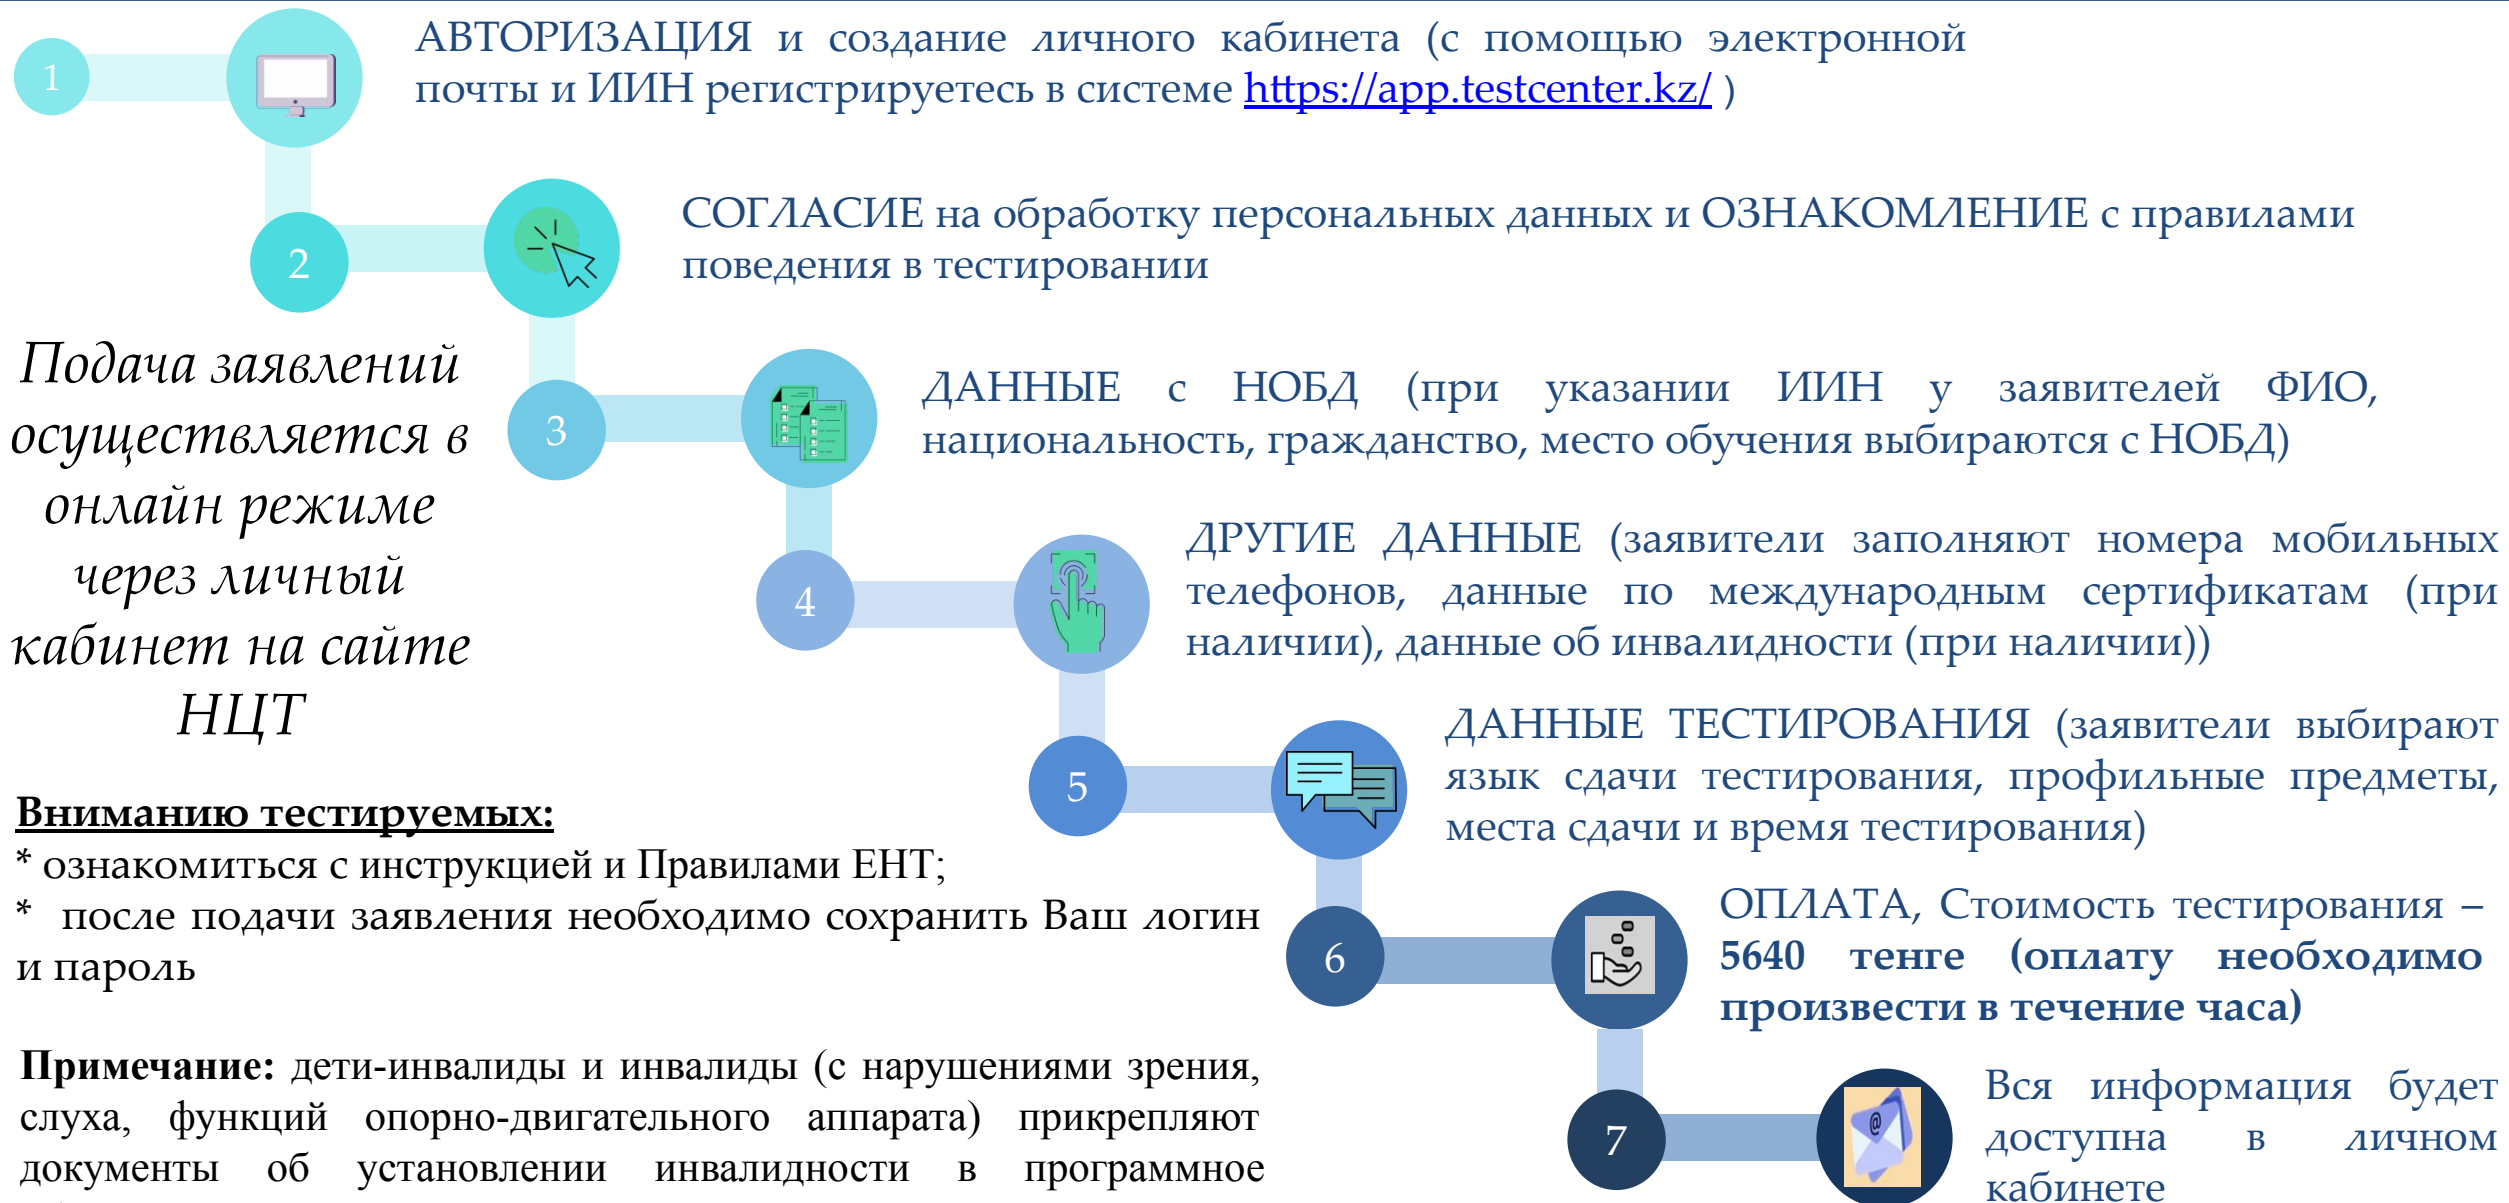 1
АВТОРИЗАЦИЯ и создание личного кабинета (с помощью электронной
почты и ИИН регистрируетесь в системе https://app.testcenter.kz/ )
2
СОГЛАСИЕ на обработку персональных данных и ОЗНАКОМЛЕНИЕ с правилами
поведения в тестировании
Подача заявлений
осуществляется в
онлайн режиме
через личный
кабинет на сайте
НЦТ
3
ДАННЫЕ с НОБД (при указании ИИН у заявителей ФИО,
национальность, гражданство, место обучения выбираются с НОБД)
4
ДРУГИЕ ДАННЫЕ (заявители заполняют номера мобильных
телефонов, данные по международным сертификатам (при
наличии), данные об инвалидности (при наличии))
5
ДАННЫЕ ТЕСТИРОВАНИЯ (заявители выбирают
язык сдачи тестирования, профильные предметы,
места сдачи и время тестирования)
Вниманию тестируемых:
* ознакомиться с инструкцией и Правилами ЕНТ;
* после подачи заявления необходимо сохранить Ваш логин
и пароль
6
ОПЛАТА, Стоимость тестирования –
5640 тенге (оплату необходимо
произвести в течение часа)
Примечание: дети-инвалиды и инвалиды (с нарушениями зрения,
слуха, функций опорно-двигательного аппарата) прикрепляют
документы об установлении инвалидности в программное
7
@
Вся информация будет
доступна в личном
кабинете